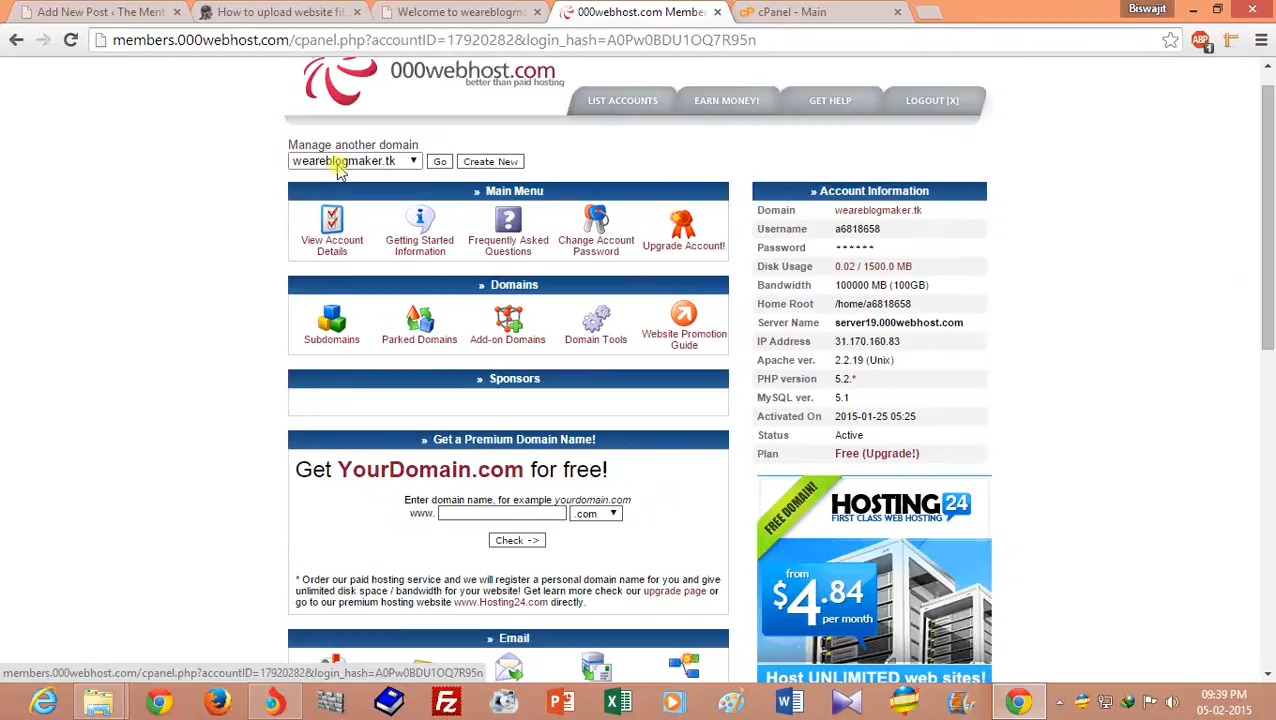 Add New Post ‹ The Ment
How to upload website fil
Welcome to weareblogma
000webhost.com Membe
cPanel - Main
Biswajit
members.000webhost.com/cpanel.php?accountID=17920282&login_hash=A0Pw0BDU1OQ7R95n
000webhost.com
better than paid hosting
LIST ACCOUNTS
EARN MONEY!
GET HELP
LOGOUT [X]
Manage another domain
weareblogmaker.tk
Go
Create New
» Main Menu
View Account
Details
Getting Started
Information
Frequently Asked
Questions
Change Account
Password
Upgrade Account!
» Domains
Subdomains
Parked Domains
Add-on Domains
Domain Tools
Website Promotion
Guide
» Sponsors
» Get a Premium Domain Name!
Get YourDomain.com for free!
Enter domain name, for example yourdomain.com
www.
.com
Check ->
* Order our paid hosting service and we will register a personal domain name for you and give
unlimited disk space / bandwidth for your website! Get learn more check our upgrade page or
go to our premium hosting website www.Hosting24.com directly.
» Email
» Account Information
Domain weareblogmaker.tk
Username a6818658
Password ******
Disk Usage 0.02 / 1500.0 MB
Bandwidth 100000 MB (100GB)
Home Root /home/a6818658
Server Name server19.000webhost.com
IP Address 31.170.160.83
Apache ver. 2.2.19 (Unix)
PHP version 5.2.*
MySQL ver. 5.1
Activated On 2015-01-25 05:25
Status Active
Plan Free (Upgrade!)
FREE DOMAIN!
HOSTING 24
FIRST CLASS WEB HOSTING
from
$4.84
per month
Host UNLIMITED web sites!
members.000webhost.com/cpanel.php?accountID=17920282&login_hash=A0Pw0BDU1OQ7R95n
09:39 PM
05-02-2015